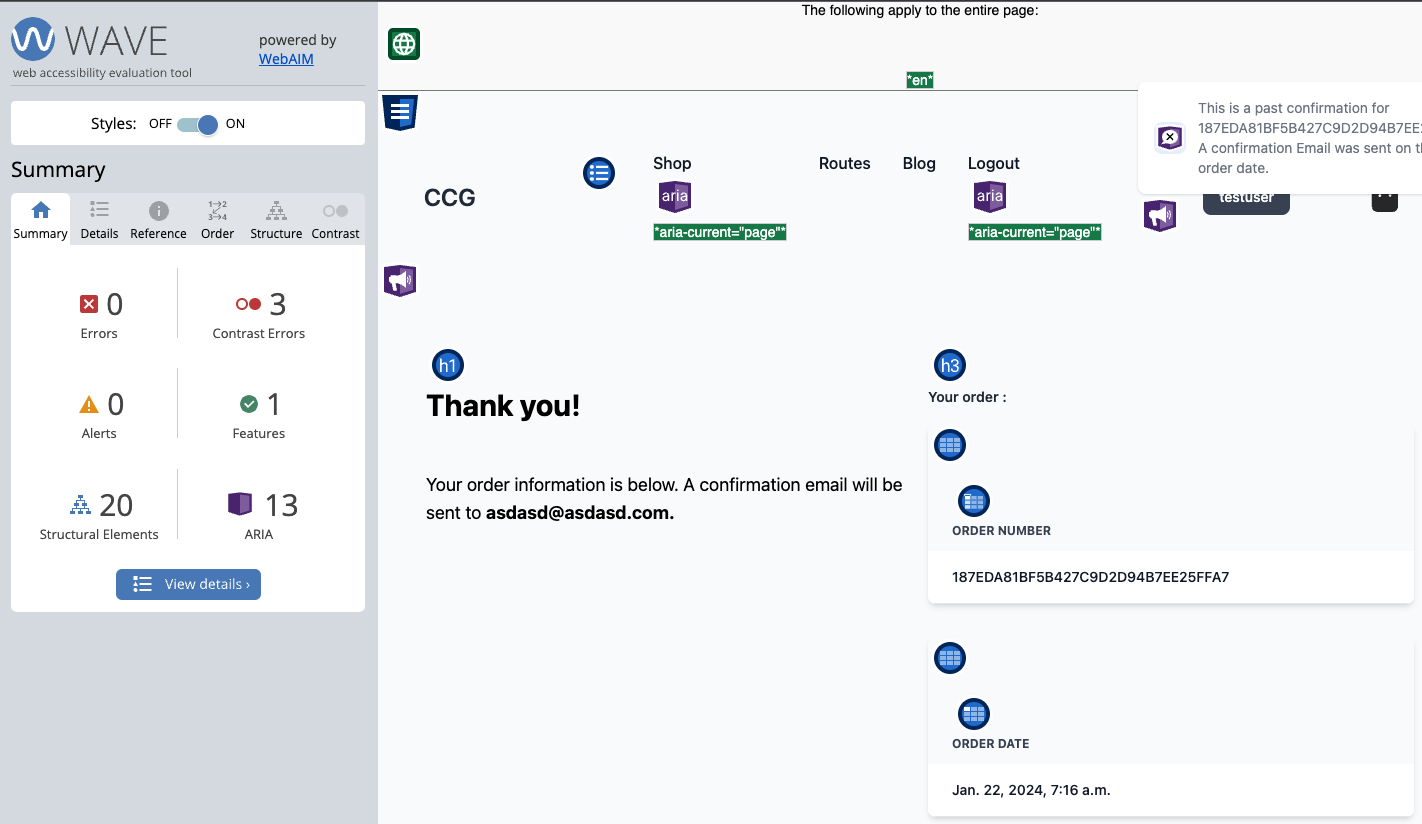 The following apply to the entire page:
WAVE
powered by
WebAIM
web accessibility evaluation tool
*en*
Styles: OFF ON
Summary
Summary Details Reference Order Structure Contrast
1→2
3→4
0
Errors
3
Contrast Errors
0
Alerts
1
Features
20
Structural Elements
13
ARIA
View details ›
CCG
Shop
aria
*aria-current="page"*
Routes
Blog
Logout
aria
*aria-current="page"*
This is a past confirmation for
187EDA81BF5B427C9D2D94B7EE
A confirmation Email was sent on
order date.
testuser
h1
Thank you!
Your order information is below. A confirmation email will be
sent to asdasd@asdasd.com.
h3
Your order :
ORDER NUMBER
187EDA81BF5B427C9D2D94B7EE25FFA7
ORDER DATE
Jan. 22, 2024, 7:16 a.m.